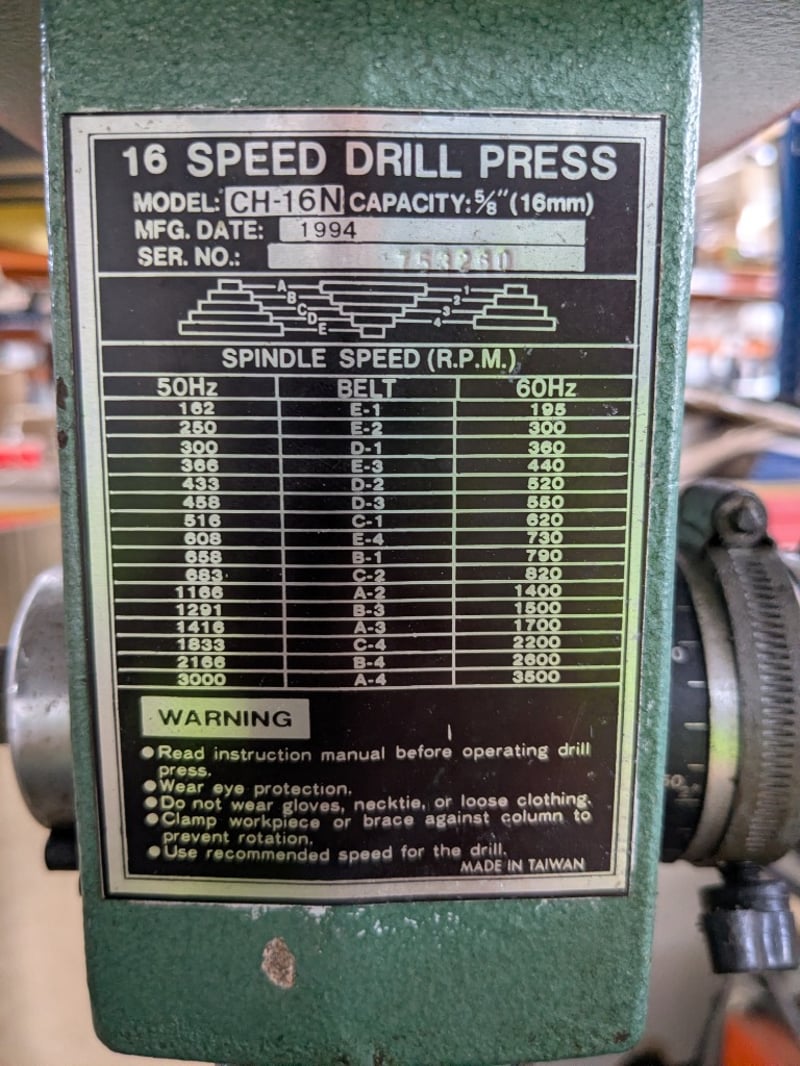 16 SPEED DRILL PRESS
MODEL: CH-16N CAPACITY: 5/8" (16mm)
MFG. DATE: 1994
SER. NO.: 753260
A 1
B 2
C 3
D 4
E
SPINDLE SPEED (R.P.M.)
50Hz BELT 60Hz
162 E-1 195
250 E-2 300
300 D-1 360
366 E-3 440
433 D-2 520
458 D-3 550
516 C-1 620
608 E-4 730
658 B-1 790
683 C-2 820
1166 A-2 1400
1291 B-3 1500
1416 A-3 1700
1833 C-4 2200
2166 B-4 2600
3000 A-4 3500
WARNING
●Read instruction manual before operating drill
press.
●Wear eye protection.
●Do not wear gloves, necktie, or loose clothing.
●Clamp workpiece or brace against column to
prevent rotation.
●Use recommended speed for the drill.
MADE IN TAIWAN
0